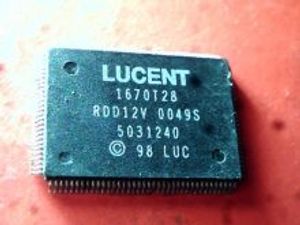 LUCENT
1670T28
RDD12V 0049S
5031240
© 98 LUC